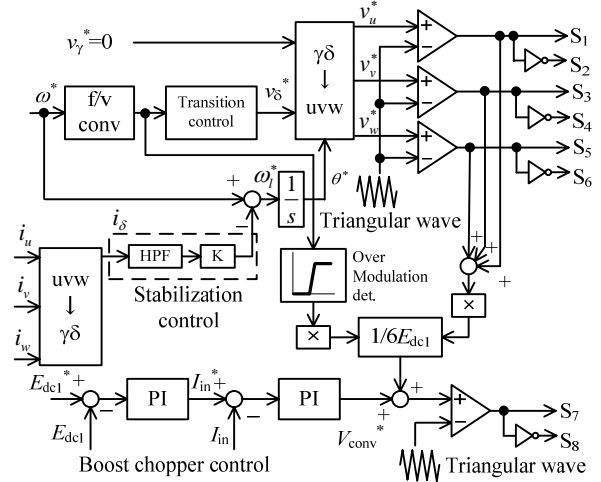 v_γ*=0
v_u*
v_v*
v_w*
γδ
↓
uvw
S1
S2
S3
S4
S5
S6
ω*
f/v
conv
Transition
control
v_δ*
+
−
+
−
+
−
+
−
ω_l*
1
s
θ*
Triangular wave
i_δ
HPF
K
Stabilization
control
i_u
i_v
i_w
uvw
↓
γδ
Over
Modulation
det.
+
+
+
×
×
1/6E_dc1
E_dc1*
+
−
E_dc1
PI
I_in*
+
−
I_in
PI
+
+
V_conv*
+
−
S7
S8
Boost chopper control
Triangular wave